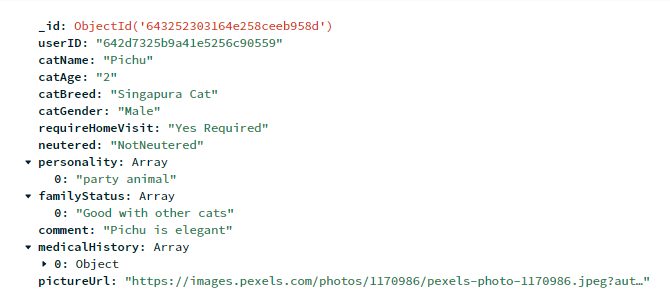 _id: ObjectId('643252303164e258ceeb958d')
userID: "642d7325b9a41e5256c90559"
catName: "Pichu"
catAge: "2"
catBreed: "Singapura Cat"
catGender: "Male"
requireHomeVisit: "Yes Required"
neutered: "NotNeutered"
personality: Array
0: "party animal"
familyStatus: Array
0: "Good with other cats"
comment: "Pichu is elegant"
medicalHistory: Array
0: Object
pictureUrl: "https://images.pexels.com/photos/1170986/pexels-photo-1170986.jpeg?aut…"